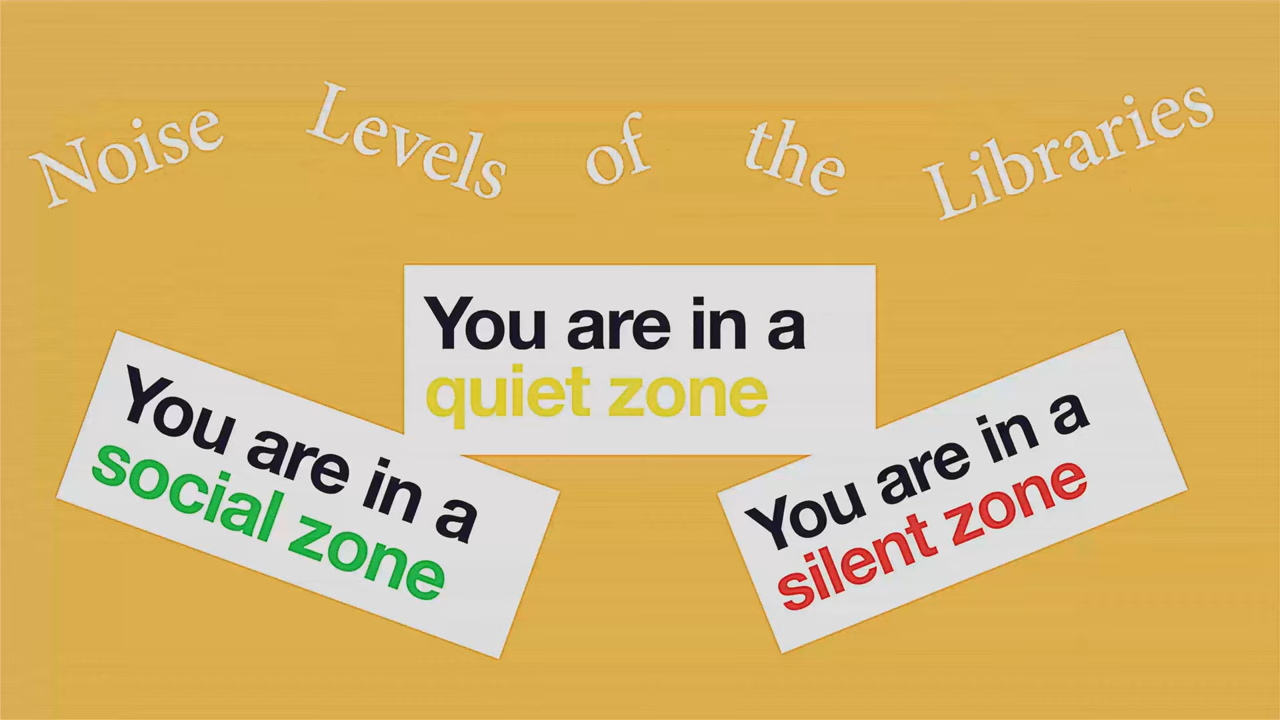 Noise Levels of the Libraries
You are in a
quiet zone
You are in a
social zone
You are in a
silent zone